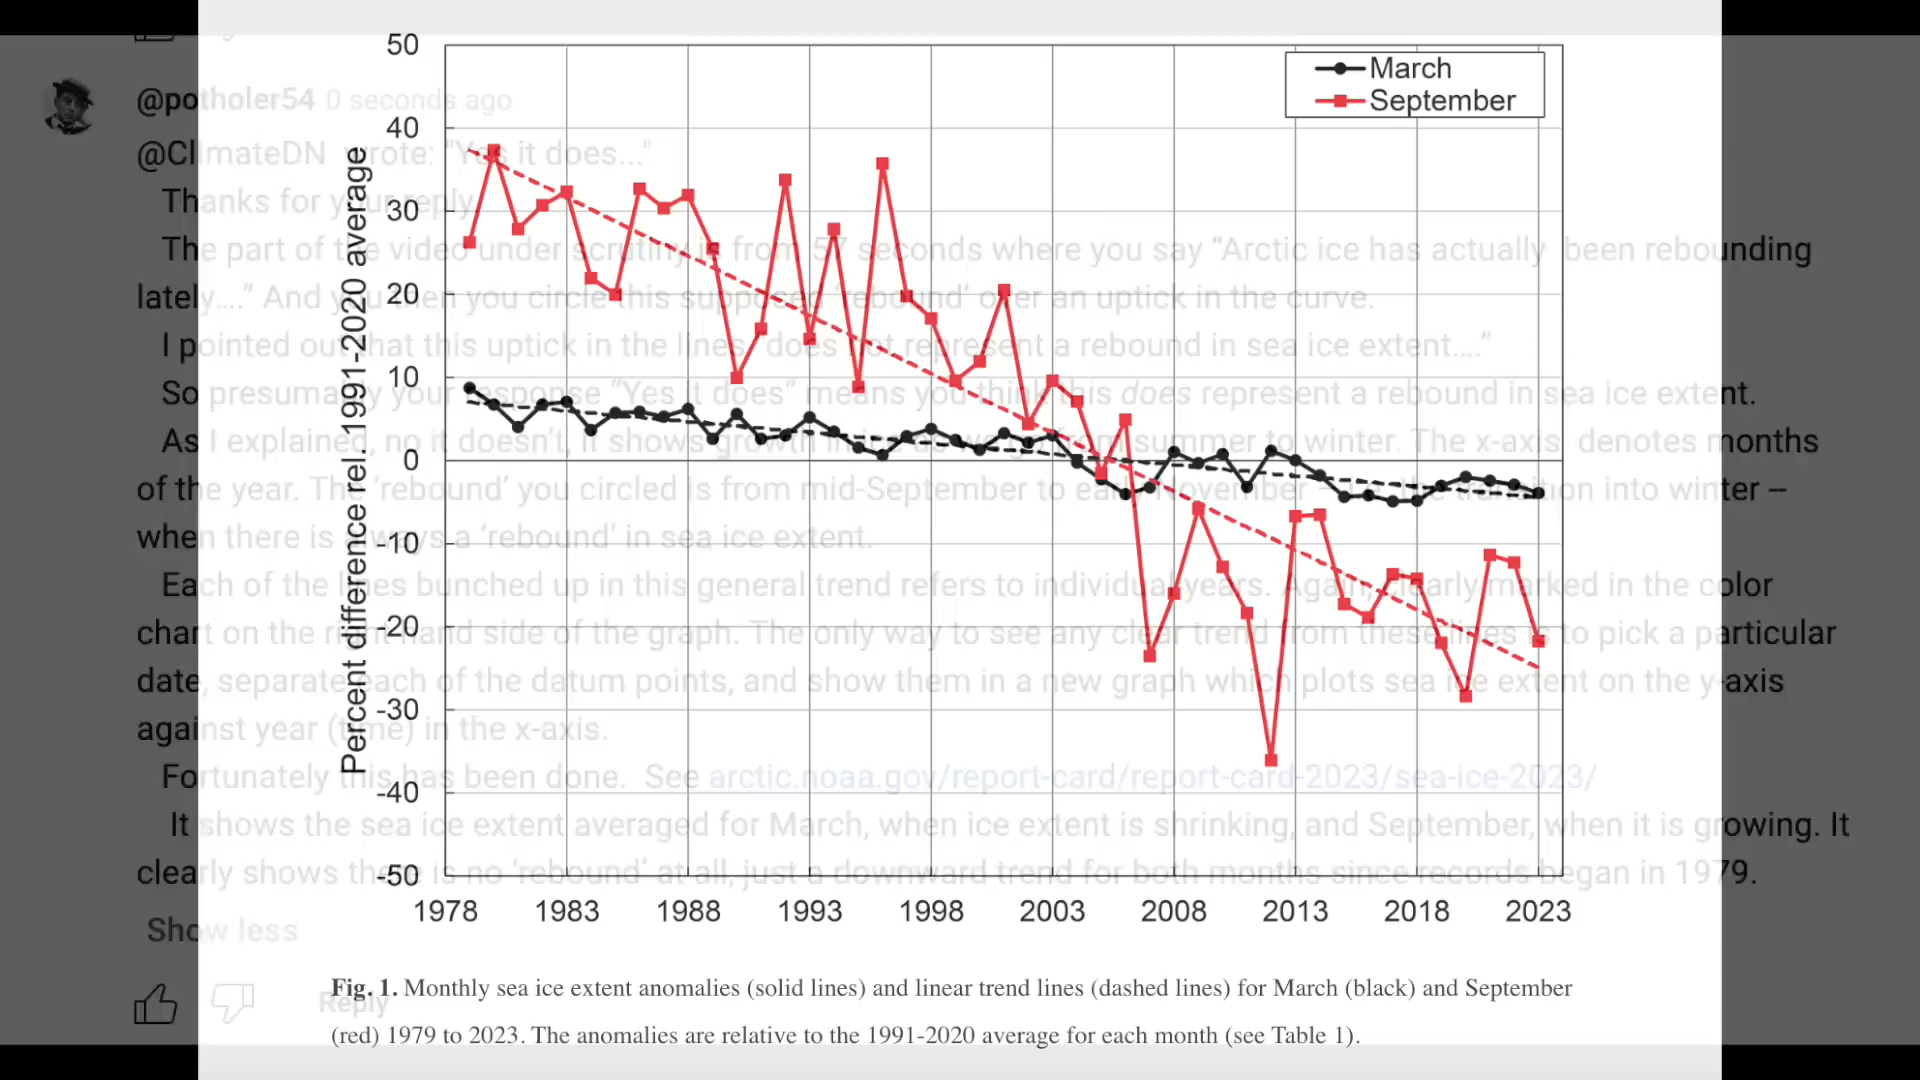 50
March
September
@potholer54 0 seconds ago
40
@ClimateDN wrote: "Yes it does..."
Thanks for your reply
30
The part of the video under scrutiny is from 57 seconds where you say “Arctic ice has actually been rebounding
lately....” And you then you circle this supposed ‘rebound’ over an uptick in the curve.
20
I pointed out that this uptick in the lines “does not represent a rebound in sea ice extent....”
10
So presumably your response “Yes it does” means you think this does represent a rebound in sea ice extent.
As I explained, no it doesn’t, it shows growth in ice as we go from summer to winter. The x-axis denotes months
0
of the year. The ‘rebound’ you circled is from mid-September to early November – ie the transition into winter –
when there is always a ‘rebound’ in sea ice extent.
-10
Each of the lines bunched up in this general trend refers to individual years. Again, clearly marked in the color
chart on the right hand side of the graph. The only way to see any clear trend from these lines is to pick a particular
-20
date, separate each of the datum points, and show them in a new graph which plots sea ice extent on the y-axis
-30
against year (time) in the x-axis.
Fortunately this has been done. See arctic.noaa.gov/report-card/report-card-2023/sea-ice-2023/
-40
It shows the sea ice extent averaged for March, when ice extent is shrinking, and September, when it is growing. It
clearly shows there is no ‘rebound’ at all, just a downward trend for both months since records began in 1979.
-50
Percent difference rel. 1991-2020 average
1978 1983 1988 1993 1998 2003 2008 2013 2018 2023
Show less
Fig. 1. Monthly sea ice extent anomalies (solid lines) and linear trend lines (dashed lines) for March (black) and September
Reply
(red) 1979 to 2023. The anomalies are relative to the 1991-2020 average for each month (see Table 1).